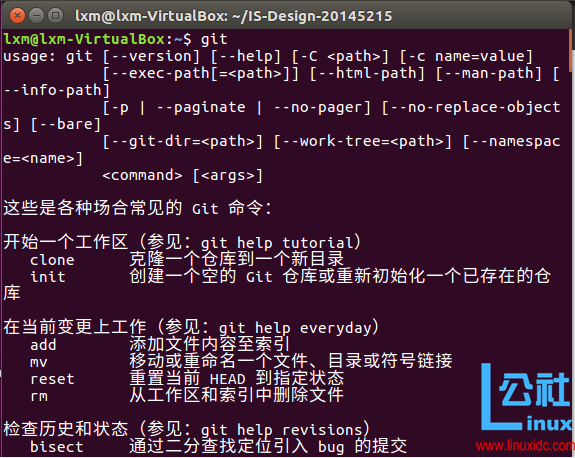 lxm@lxm-VirtualBox: ~/IS-Design-20145215
lxm@lxm-VirtualBox:~$ git
usage: git [--version] [--help] [-C <path>] [-c name=value]
           [--exec-path[=<path>]] [--html-path] [--man-path] [
--info-path]
           [-p | --paginate | --no-pager] [--no-replace-object
s] [--bare]
           [--git-dir=<path>] [--work-tree=<path>] [--namespac
e=<name>]
           <command> [<args>]
这些是各种场合常见的 Git 命令：
开始一个工作区（参见：git help tutorial）
   clone      克隆一个仓库到一个新目录
   init       创建一个空的 Git 仓库或重新初始化一个已存在的仓
库
在当前变更上工作（参见：git help everyday）
   add        添加文件内容至索引
   mv         移动或重命名一个文件、目录或符号链接
   reset      重置当前 HEAD 到指定状态
   rm         从工作区和索引中删除文件
检查历史和状态（参见：git help revisions）
   bisect     通过二分查找定位引入 bug 的提交
Linux公社
www.linuxidc.com